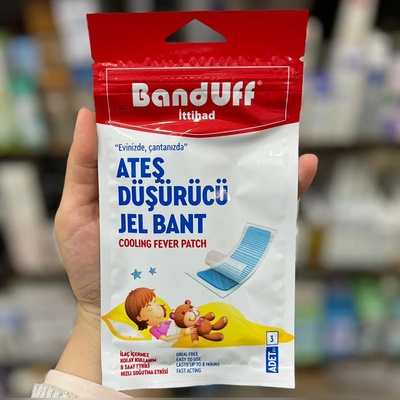 BandUff®
İttihad
"Evinizde, çantanızda"
ATEŞ
DÜŞÜRÜCÜ
JEL BANT
COOLING FEVER PATCH
İLAÇ İÇERMEZ
KOLAY KULLANIM
8 SAAT ETKİLİ
HIZLI SOĞUTMA ETKİSİ
DRUG FREE
EASY TO USE
LASTS UP TO 8 HOURS
FAST ACTING
3
ADET